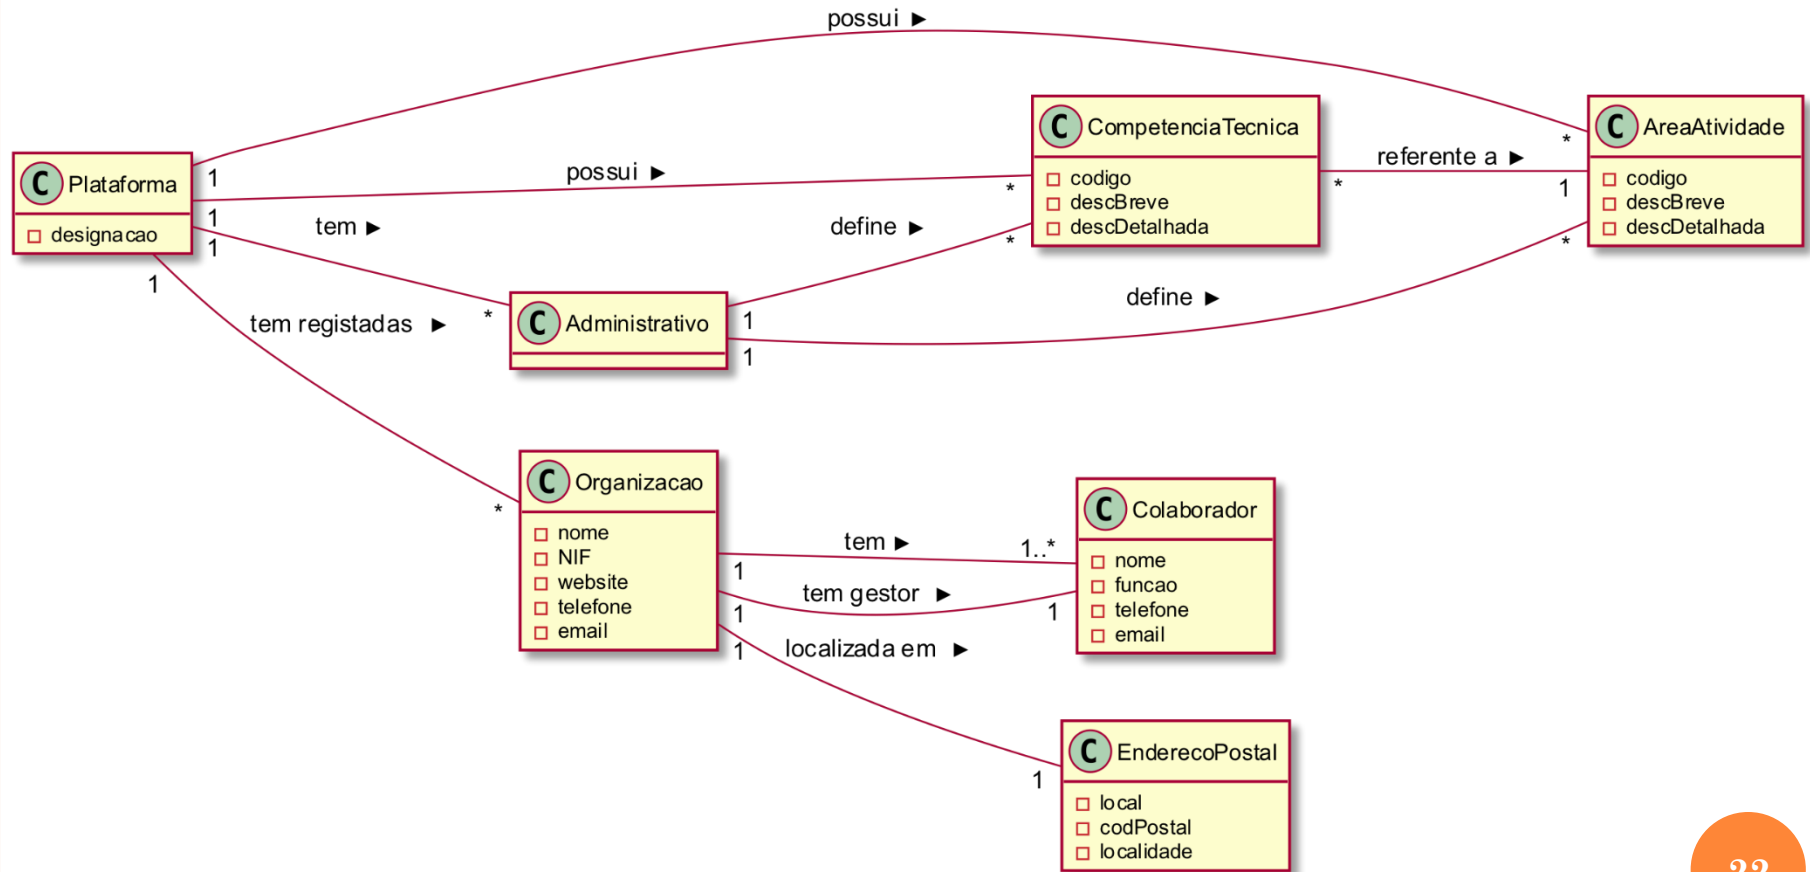 possui ►
C CompetenciaTecnica
codigo
descBreve
descDetalhada
C AreaAtividade
codigo
descBreve
descDetalhada
*
referente a ►
*
1
*
C Plataforma
designacao
1
possui ►
*
1
1
tem ►
define ►
*
1
define ►
tem registadas ►
*
C Administrativo
1
1
*
C Organizacao
nome
NIF
website
telefone
email
tem ►
1..*
1
tem gestor ►
1
1
1
localizada em ►
C Colaborador
nome
funcao
telefone
email
1
C EnderecoPostal
local
codPostal
localidade